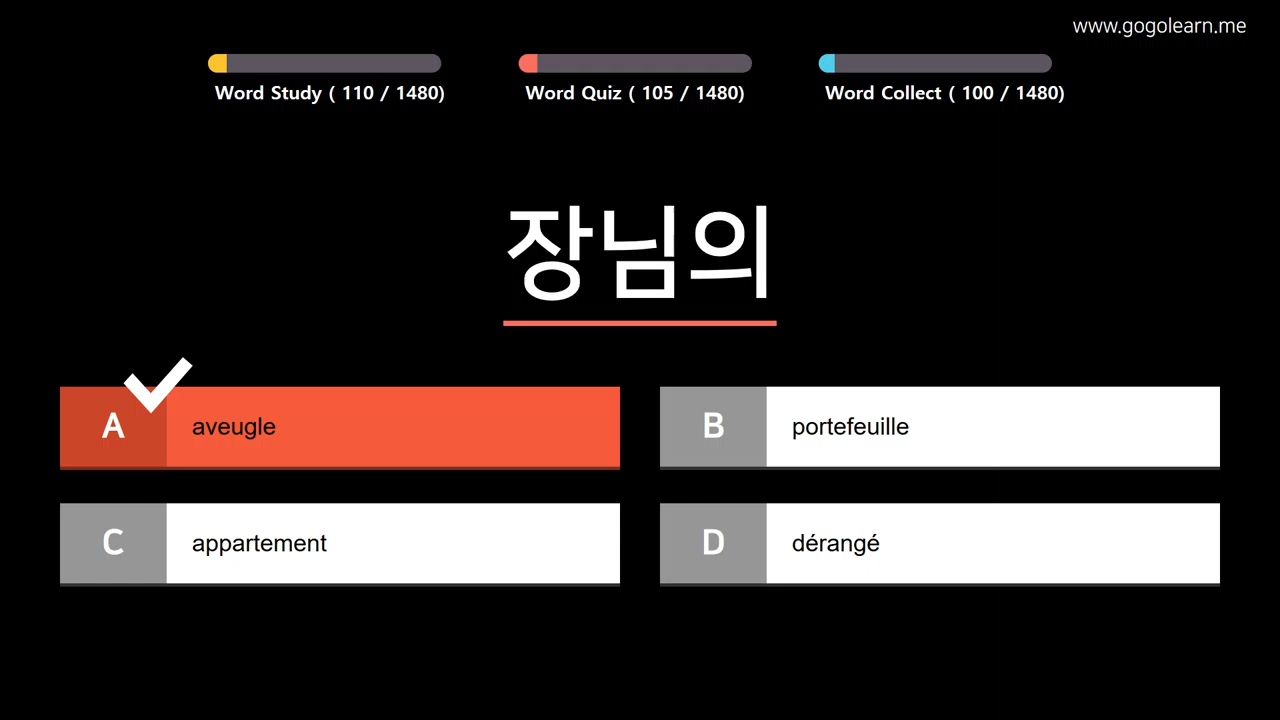 www.gogolearn.me
Word Study ( 110 / 1480)
Word Quiz ( 105 / 1480)
Word Collect ( 100 / 1480)
장님의
A aveugle
B portefeuille
C appartement
D dérangé